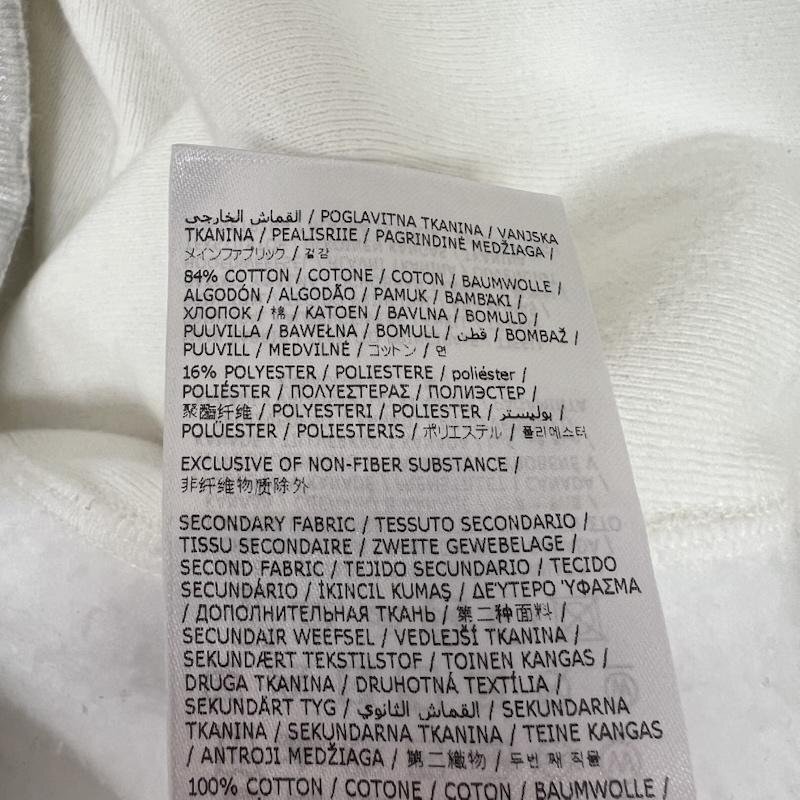 القماش الخارجي / POGLAVITNA TKANINA / VANJSKA
TKANINA / PEALISRIIE / PAGRINDINĖ MEDŽIAGA /
メインファブリック / 겉감
84% COTTON / COTONE / COTON / BAUMWOLLE /
ALGODÓN / ALGODÃO / PAMUK / ΒΑΜΒΆΚΙ /
ХЛОПОК / 棉 / KATOEN / BAVLNA / BOMULD /
PUUVILLA / BAWEŁNA / BOMULL / قطن / BOMBAŽ /
PUUVILL / MEDVILNĖ / コットン / 면
16% POLYESTER / POLIESTERE / poliéster /
POLIÉSTER / ΠΟΛΥΕΣΤΕΡΑΣ / ПОЛИЭСТЕР /
聚酯纤维 / POLYESTERI / POLIESTER / بوليستر /
POLÜESTER / POLIESTERIS / ポリエステル / 폴리에스터
EXCLUSIVE OF NON-FIBER SUBSTANCE /
非纤维物质除外
SECONDARY FABRIC / TESSUTO SECONDARIO /
TISSU SECONDAIRE / ZWEITE GEWEBELAGE /
SECOND FABRIC / TEJIDO SECUNDARIO / TECIDO
SECUNDÁRIO / İKINCIL KUMAŞ / ΔΕΎΤΕΡΟ ΎΦΑΣΜΑ
/ ДОПОЛНИТЕЛЬНАЯ ТКАНЬ / 第二种面料 /
SECUNDAIR WEEFSEL / VEDLEJŠÍ TKANINA /
SEKUNDÆRT TEKSTILSTOF / TOINEN KANGAS /
DRUGA TKANINA / DRUHOTNÁ TEXTÍLIA /
SEKUNDÄRT TYG / القماش الثانوي / SEKUNDARNA
TKANINA / SEKUNDARNA TKANINA / TEINE KANGAS
/ ANTROJI MEDŽIAGA / 第二織物 / 두번 째 직물
100% COTTON / COTONE / COTON / BAUMWOLLE /